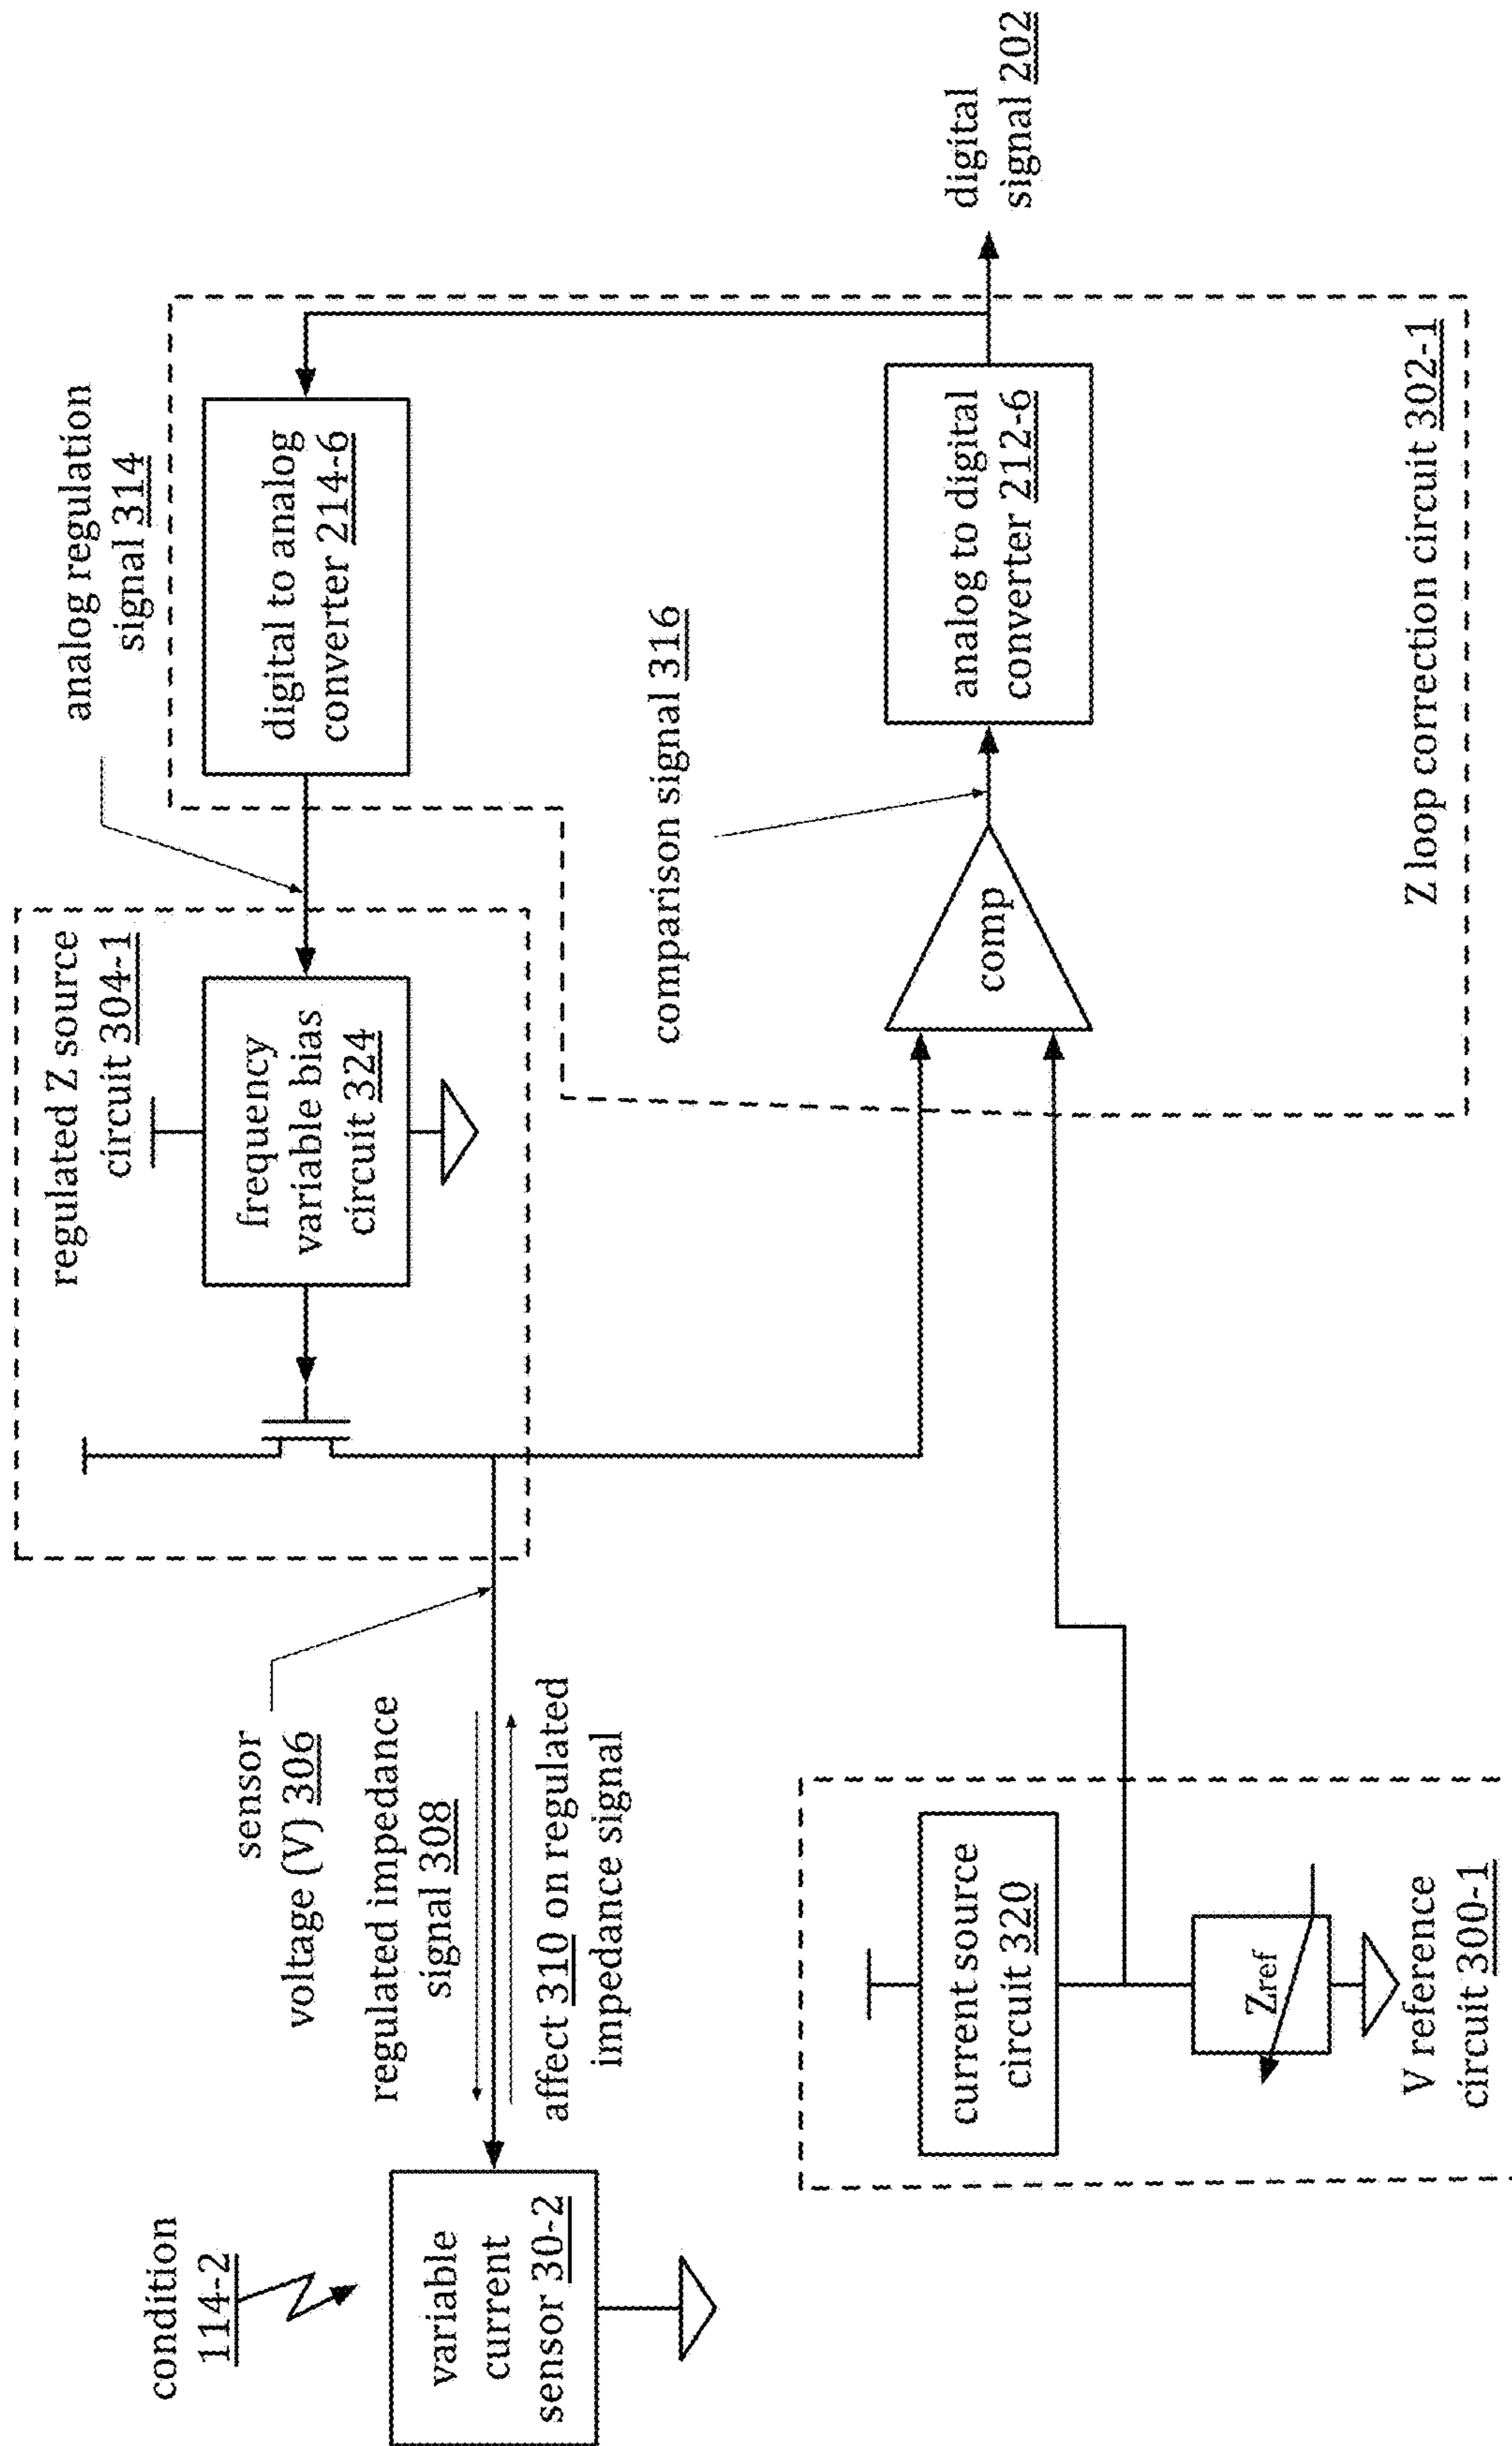 condition
114-2
variable
current
sensor 30-2
sensor
voltage (V) 306
regulated impedance
signal 308
affect 310 on regulated
impedance signal
regulated Z source
circuit 304-1
frequency
variable bias
circuit 324
analog regulation
signal 314
digital to analog
converter 214-6
comparison signal 316
comp
analog to digital
converter 212-6
digital
signal 202
Z loop correction circuit 302-1
current source
circuit 320
Zref
V reference
circuit 300-1